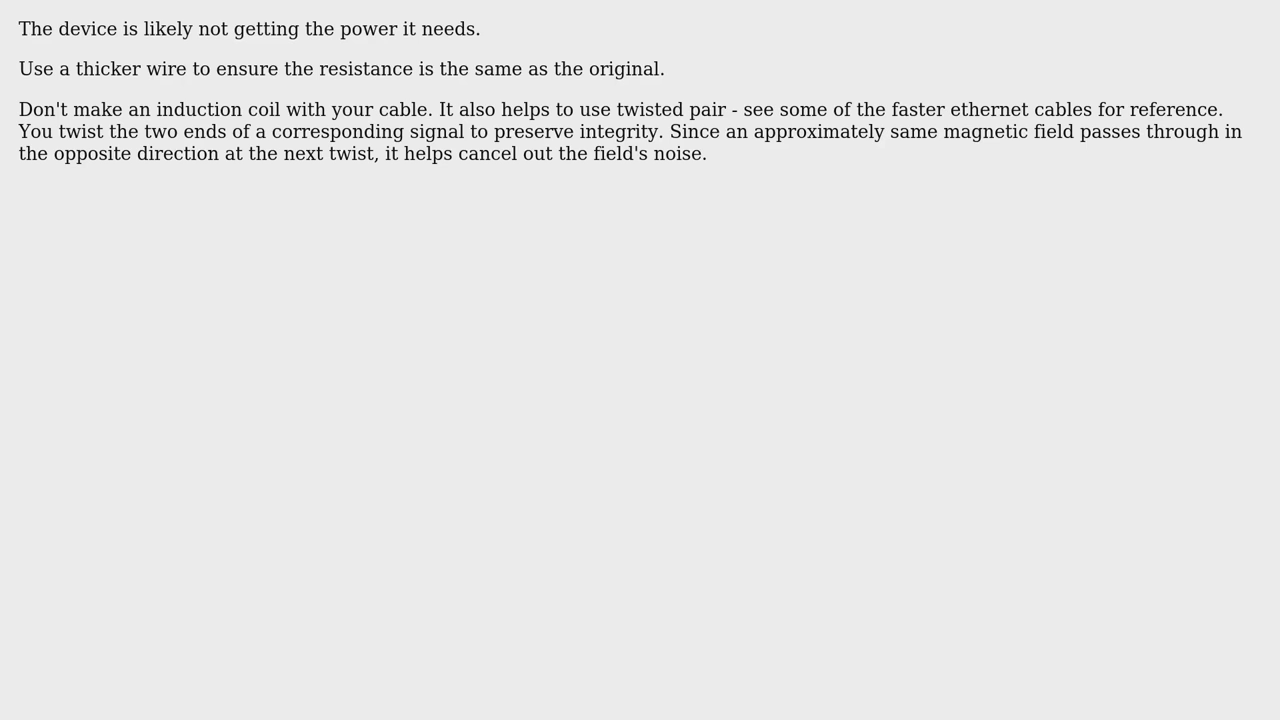 The device is likely not getting the power it needs.
Use a thicker wire to ensure the resistance is the same as the original.
Don't make an induction coil with your cable. It also helps to use twisted pair - see some of the faster ethernet cables for reference.
You twist the two ends of a corresponding signal to preserve integrity. Since an approximately same magnetic field passes through in
the opposite direction at the next twist, it helps cancel out the field's noise.